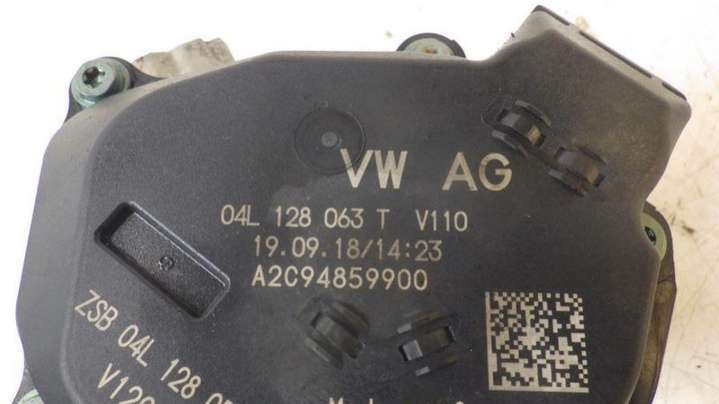 VW AG
04L 128 063 T V110
19.09.18/14:23
A2C94859900
ZSB 04L 128